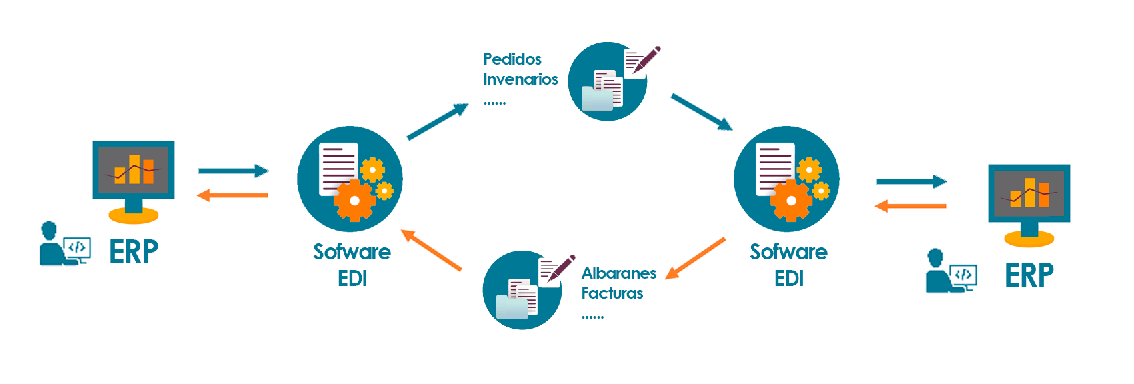 Pedidos
Invenarios
......
</>
ERP
Sofware
EDI
Albaranes
Facturas
......
Sofware
EDI
</>
ERP